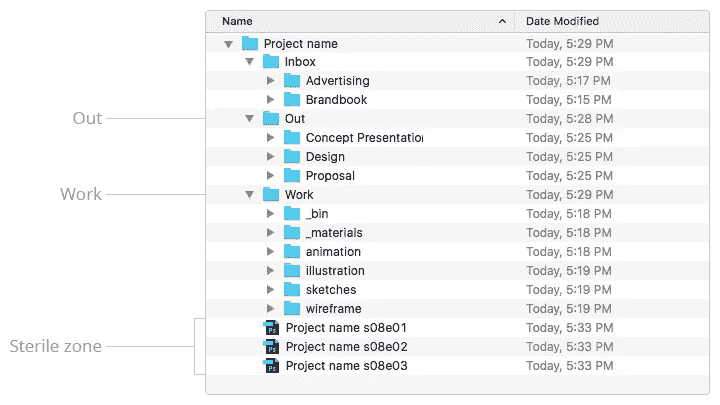 Name Date Modified
Project name Today, 5:29 PM
Inbox Today, 5:29 PM
Advertising Today, 5:17 PM
Brandbook Today, 5:15 PM
Out Out Today, 5:28 PM
Concept Presentation Today, 5:25 PM
Design Today, 5:25 PM
Proposal Today, 5:25 PM
Work Work Today, 5:29 PM
_bin Today, 5:18 PM
_materials Today, 5:18 PM
animation Today, 5:18 PM
illustration Today, 5:19 PM
sketches Today, 5:19 PM
wireframe Today, 5:19 PM
Project name s08e01 Today, 5:33 PM
Sterile zone Project name s08e02 Today, 5:33 PM
Project name s08e03 Today, 5:33 PM